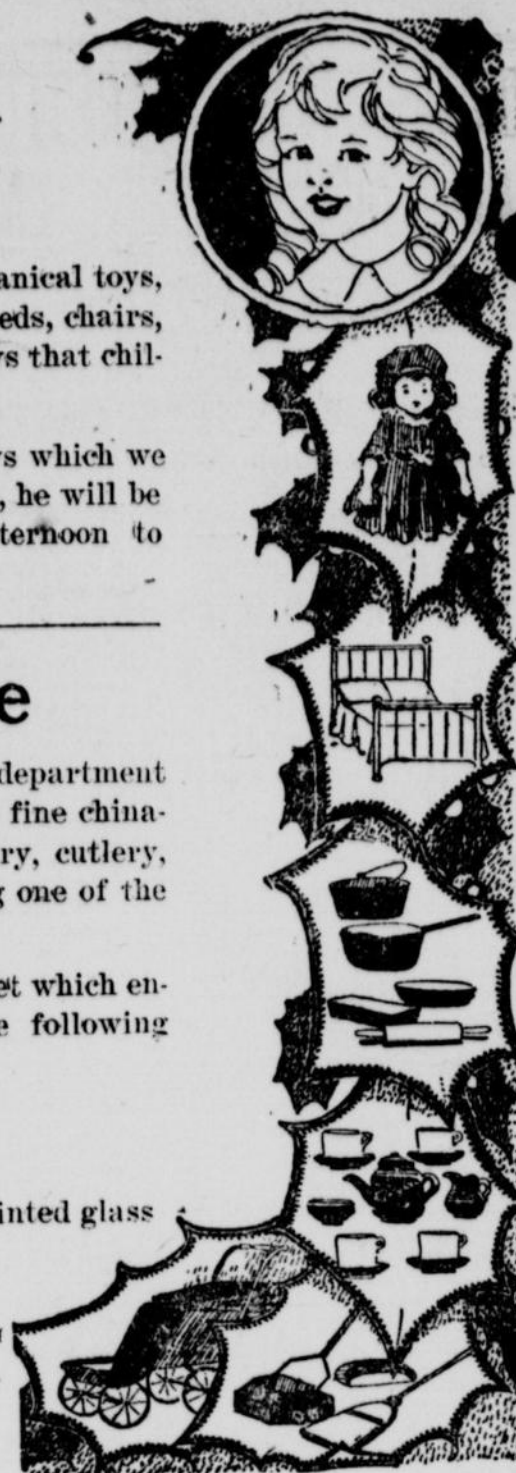 anical toys,
eds, chairs,
s that chil-
s which we
, he will be
ternoon to
e
department
fine china-
ry, cutlery,
g one of the
et which en-
e following
inted glass